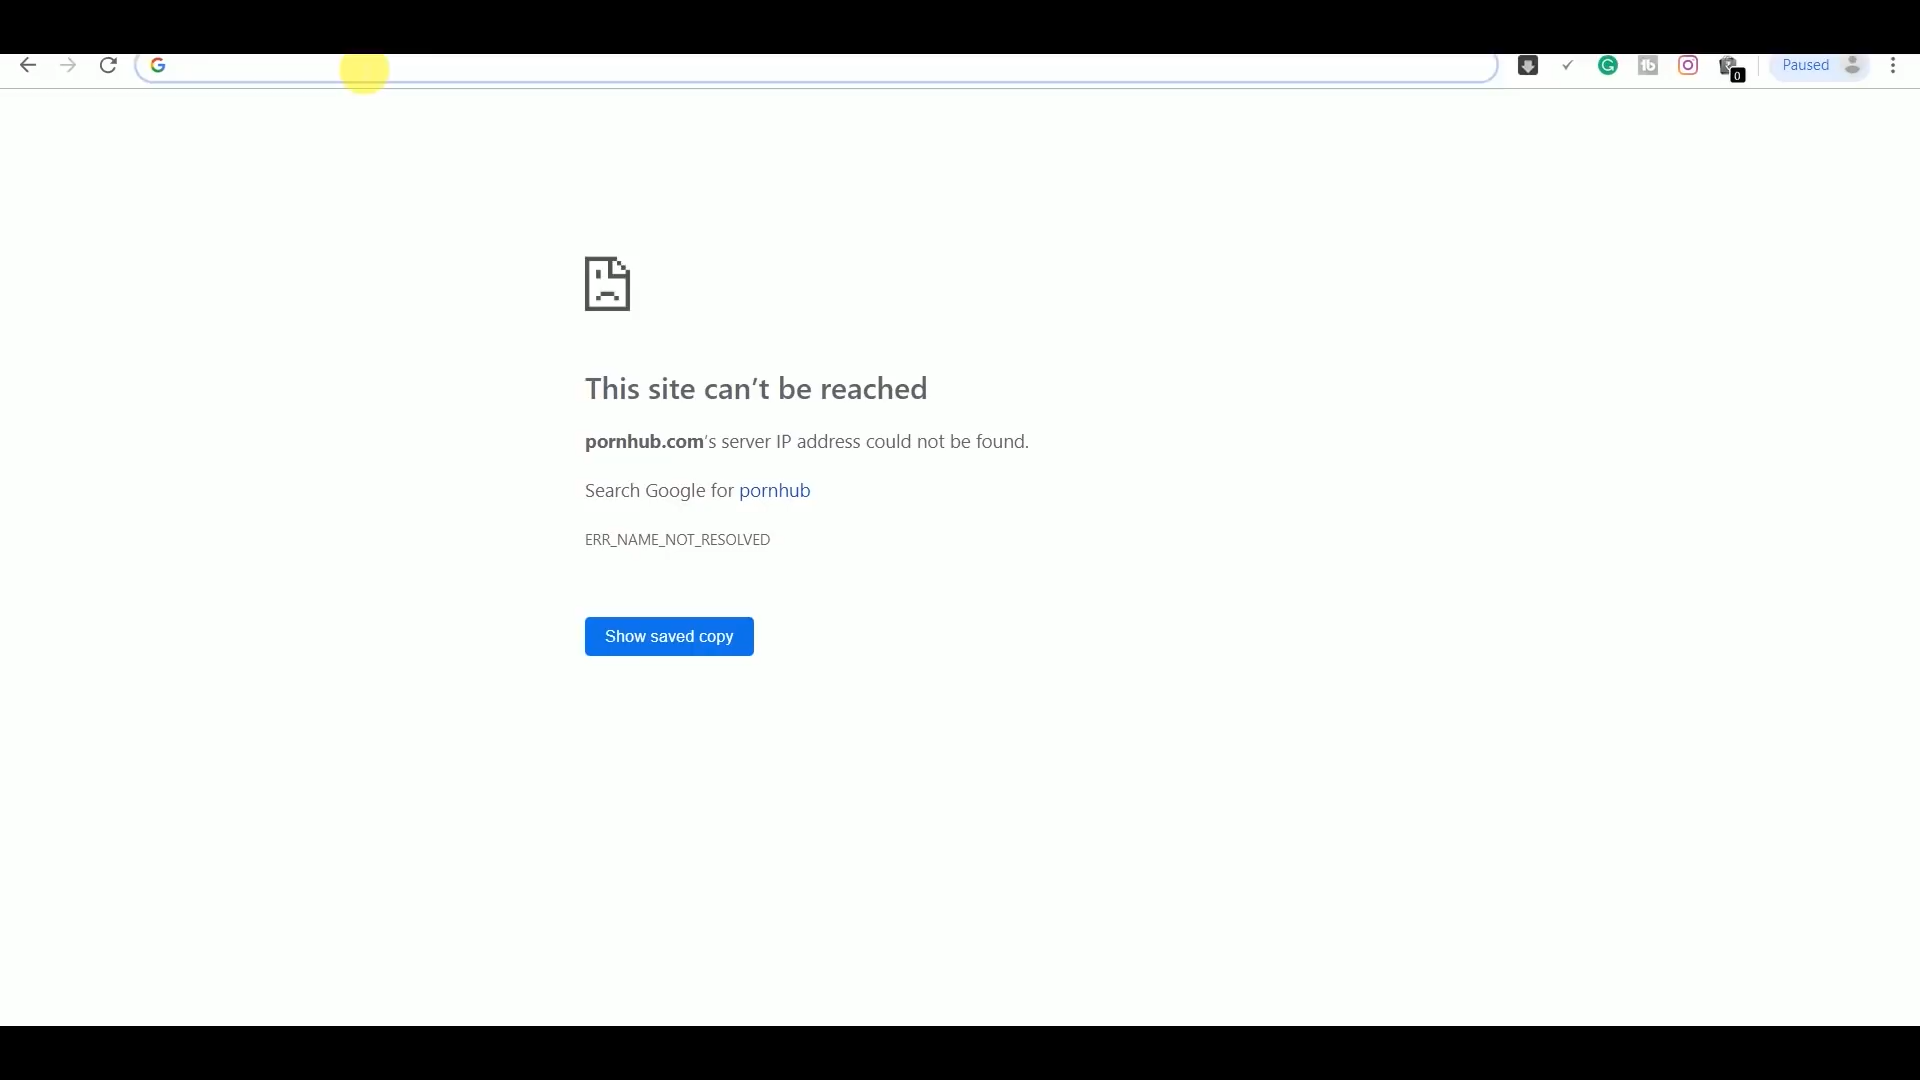 Paused
0
This site can’t be reached
pornhub.com’s server IP address could not be found.
Search Google for pornhub
ERR_NAME_NOT_RESOLVED
Show saved copy